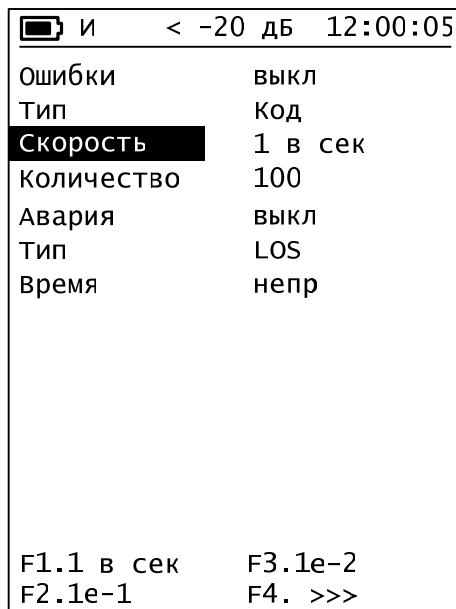 И < -20 дБ 12:00:05
Ошибки выкл
Тип Код
Скорость 1 в сек
Количество 100
Авария выкл
Тип LOS
Время непр
F1.1 в сек F3.1e-2
F2.1e-1 F4. >>>